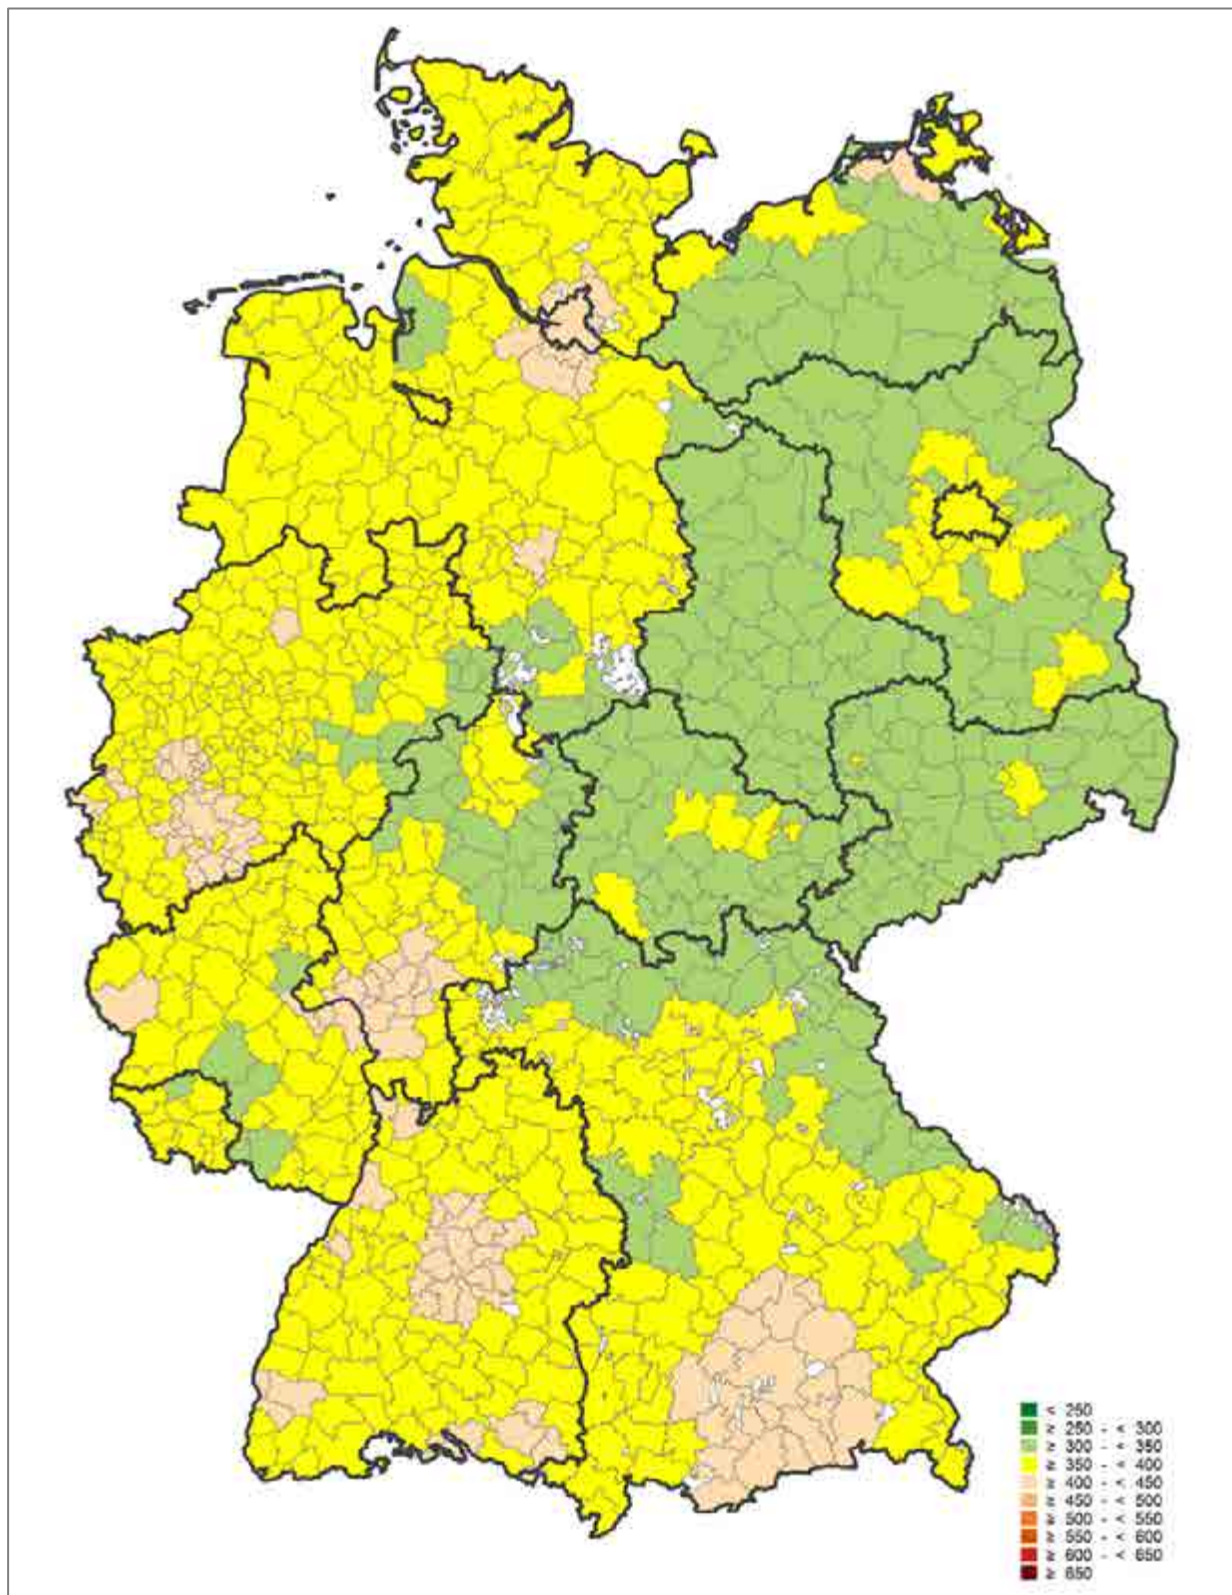 < 250
≥ 250 - < 300
≥ 300 - < 350
≥ 350 - < 400
≥ 400 - < 450
≥ 450 - < 500
≥ 500 - < 550
≥ 550 - < 600
≥ 600 - < 650
≥ 650